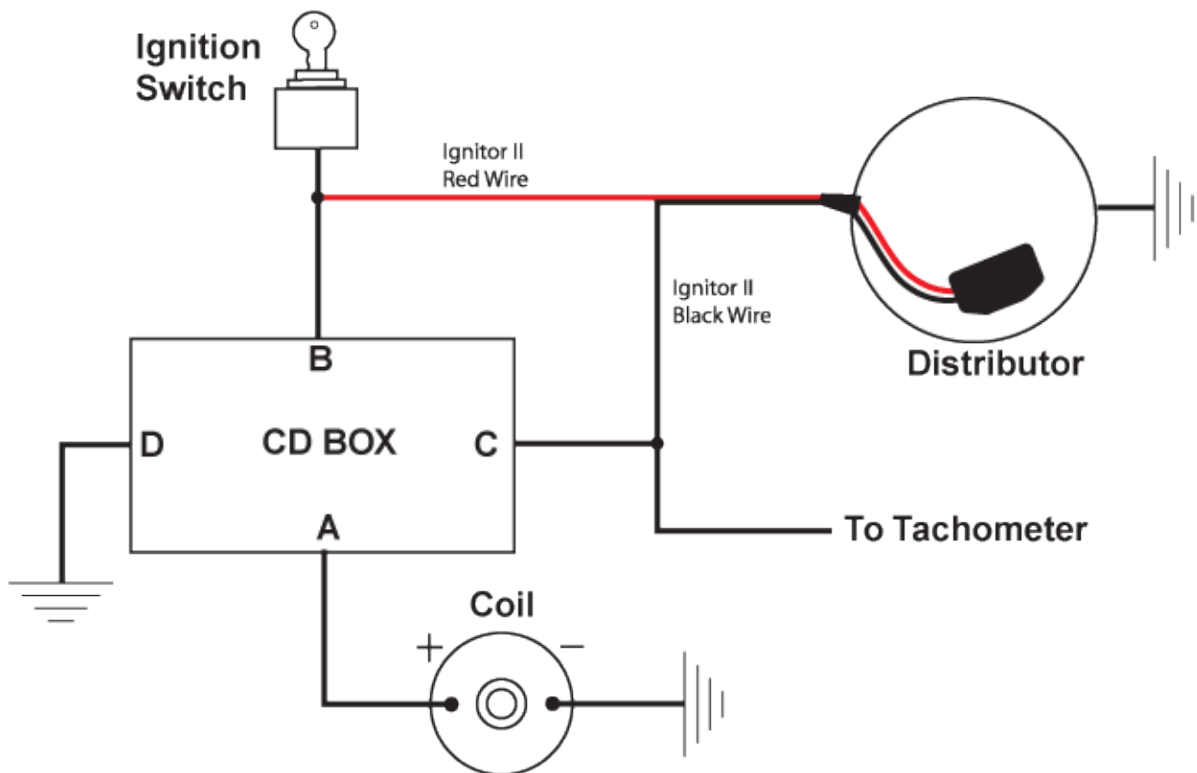 Ignition
Switch
Ignitor II
Red Wire
Ignitor II
Black Wire
Distributor
B
D
CD BOX
C
A
To Tachometer
Coil
+
−